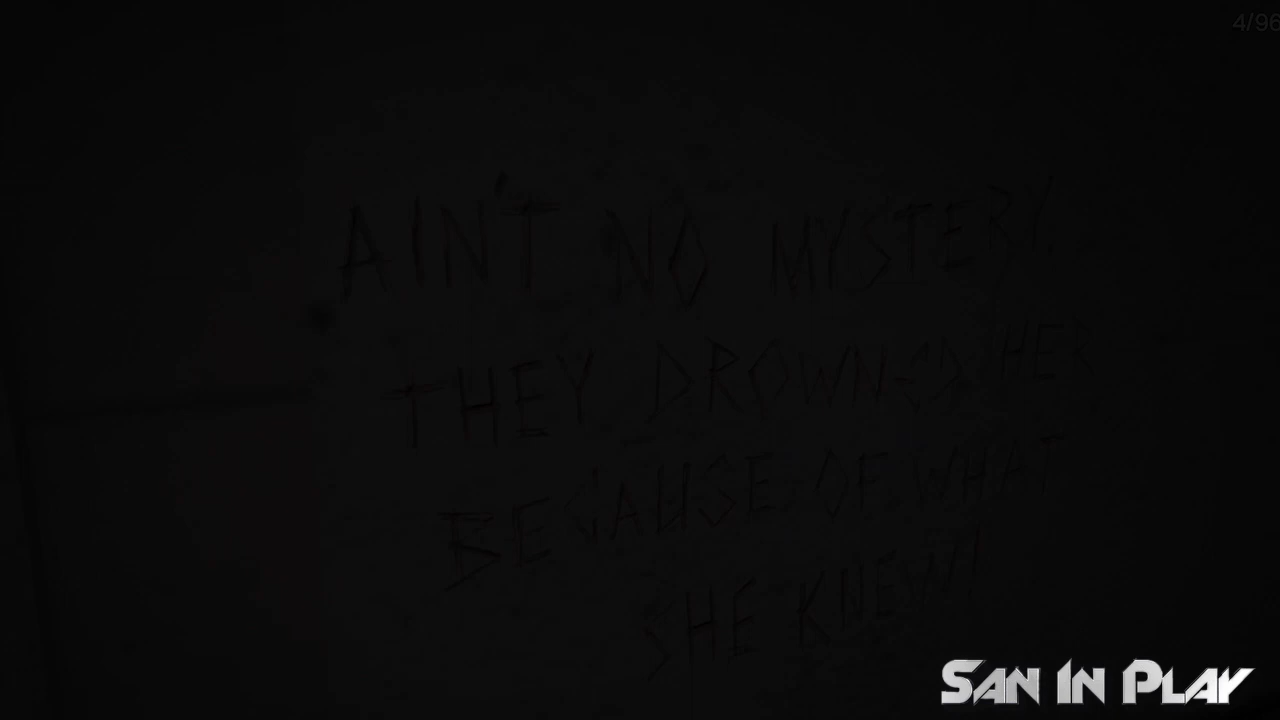 4/96
AIN'T NO MYSTERY.
THEY DROWNED HER
BECAUSE OF WHAT
SHE KNEW!!
SAN IN PLAY